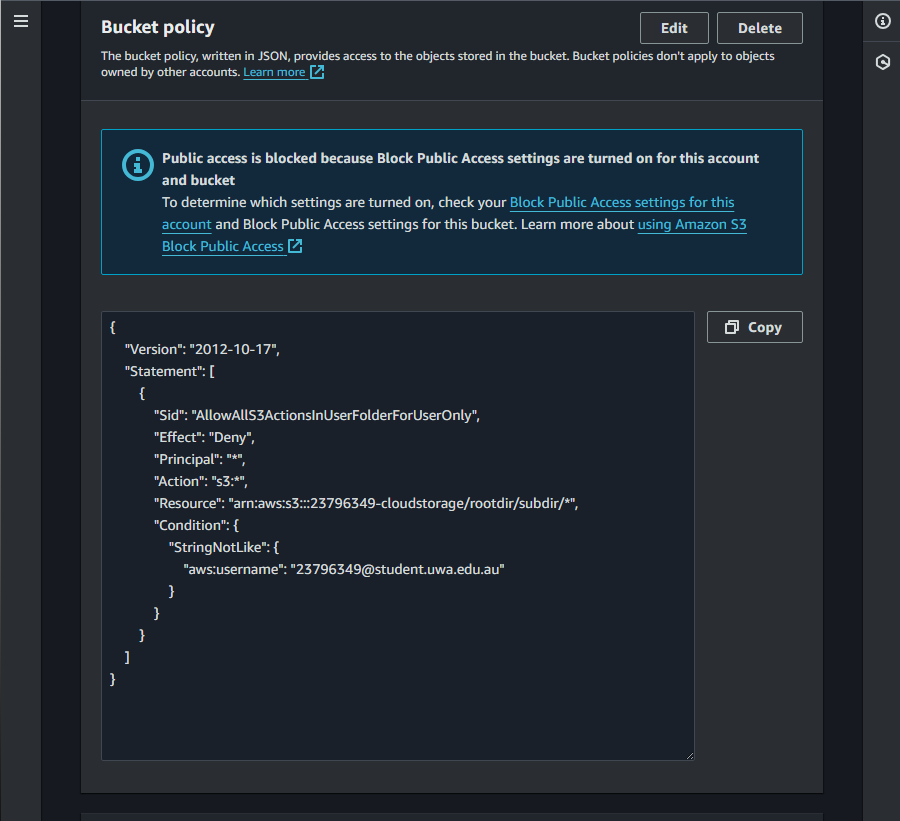 Bucket policy
Edit
Delete
The bucket policy, written in JSON, provides access to the objects stored in the bucket. Bucket policies don't apply to objects
owned by other accounts. Learn more
Public access is blocked because Block Public Access settings are turned on for this account
and bucket
To determine which settings are turned on, check your Block Public Access settings for this
account and Block Public Access settings for this bucket. Learn more about using Amazon S3
Block Public Access
Copy
{
"Version": "2012-10-17",
"Statement": [
{
"Sid": "AllowAllS3ActionsInUserFolderForUserOnly",
"Effect": "Deny",
"Principal": "*",
"Action": "s3:*",
"Resource": "arn:aws:s3:::23796349-cloudstorage/rootdir/subdir/*",
"Condition": {
"StringNotLike": {
"aws:username": "23796349@student.uwa.edu.au"
}
}
}
]
}